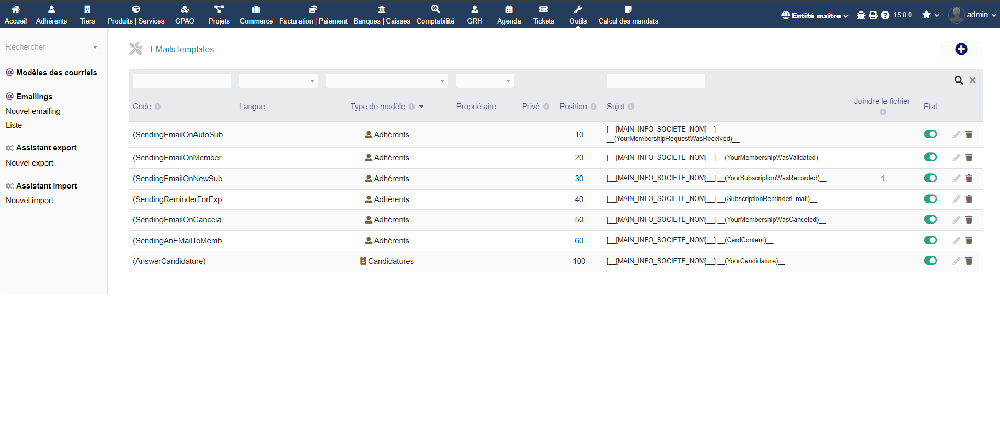 Accueil Adhérents Tiers Produits | Services GPAO Projets Commerce Facturation | Paiement Banques | Caisses Comptabilité GRH Agenda Tickets Outils Calcul des mandats Entité maître 15.0.0 admin
Rechercher
@ Modèles des courriels
@ Emailings
Nouvel emailing
Liste
Assistant export
Nouvel export
Assistant import
Nouvel import
EMailsTemplates
Code Langue Type de modèle Propriétaire Privé Position Sujet Joindre le fichier État
(SendingEmailOnAutoSub… Adhérents 10 [__[MAIN_INFO_SOCIETE_NOM]__]
__(YourMembershipRequestWasReceived)__
(SendingEmailOnMember… Adhérents 20 [__[MAIN_INFO_SOCIETE_NOM]__] __(YourMembershipWasValidated)__
(SendingEmailOnNewSub… Adhérents 30 [__[MAIN_INFO_SOCIETE_NOM]__] __(YourSubscriptionWasRecorded)__ 1
(SendingReminderForExp… Adhérents 40 [__[MAIN_INFO_SOCIETE_NOM]__] __(SubscriptionReminderEmail)__
(SendingEmailOnCancela… Adhérents 50 [__[MAIN_INFO_SOCIETE_NOM]__] __(YourMembershipWasCanceled)__
(SendingAnEMailToMemb… Adhérents 60 [__[MAIN_INFO_SOCIETE_NOM]__] __(CardContent)__
(AnswerCandidature) Candidatures 100 [__[MAIN_INFO_SOCIETE_NOM]__] __(YourCandidature)__